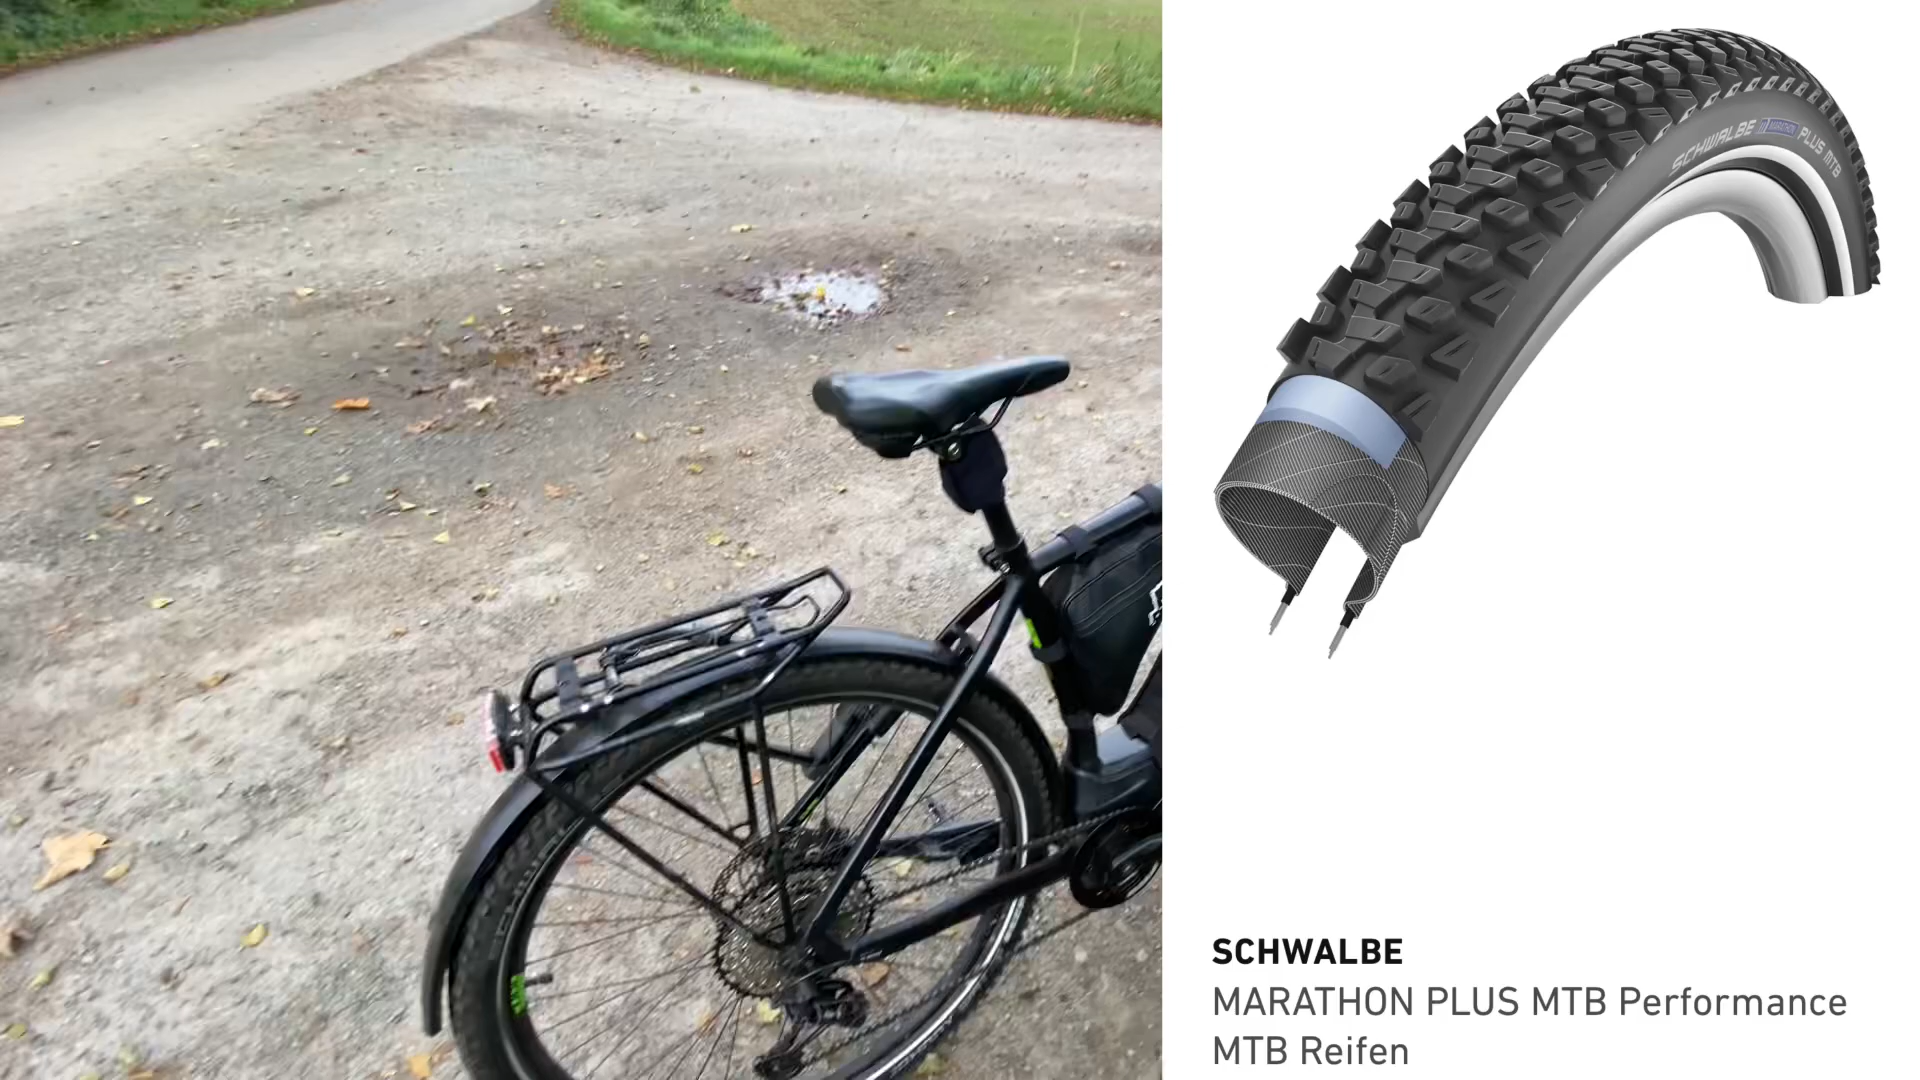 SCHWALBE MARATHON PLUS MTB
SCHWALBE
MARATHON PLUS MTB Performance
MTB Reifen